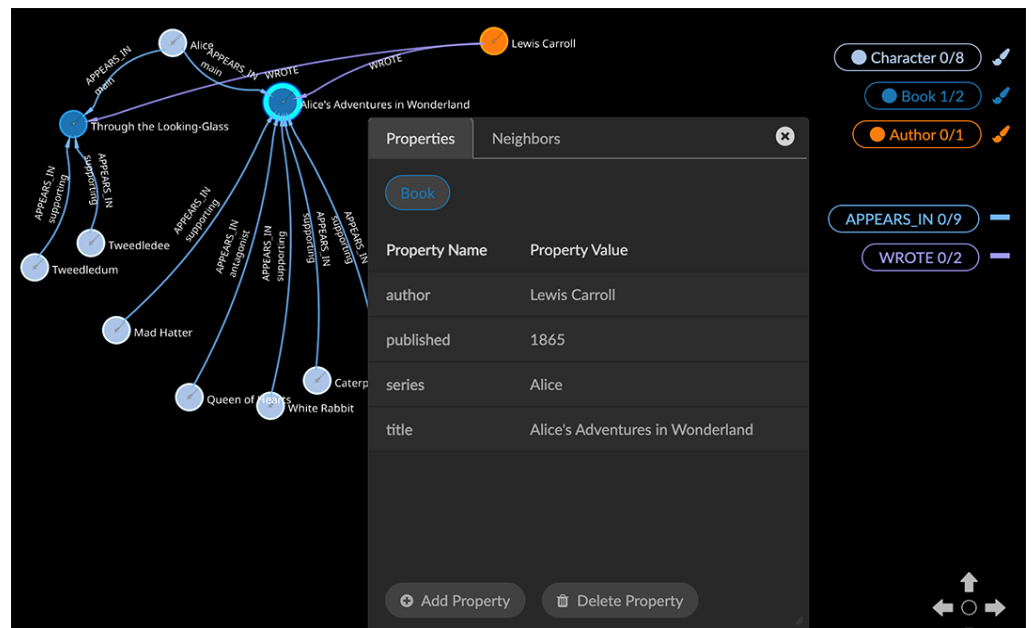 Alice
Lewis Carroll
APPEARS_IN
main
APPEARS_IN
main
WROTE
WROTE
Alice's Adventures in Wonderland
Through the Looking-Glass
APPEARS_IN
supporting
APPEARS_IN
supporting
Tweedledee
Tweedledum
APPEARS_IN
supporting
APPEARS_IN
antagonist
APPEARS_IN
supporting
APPEARS_IN
supporting
APPEARS_IN
supporting
Mad Hatter
Queen of Hearts
White Rabbit
Caterp
Properties
Neighbors
Book
Property Name Property Value
author Lewis Carroll
published 1865
series Alice
title Alice's Adventures in Wonderland
Add Property Delete Property
Character 0/8
Book 1/2
Author 0/1
APPEARS_IN 0/9
WROTE 0/2